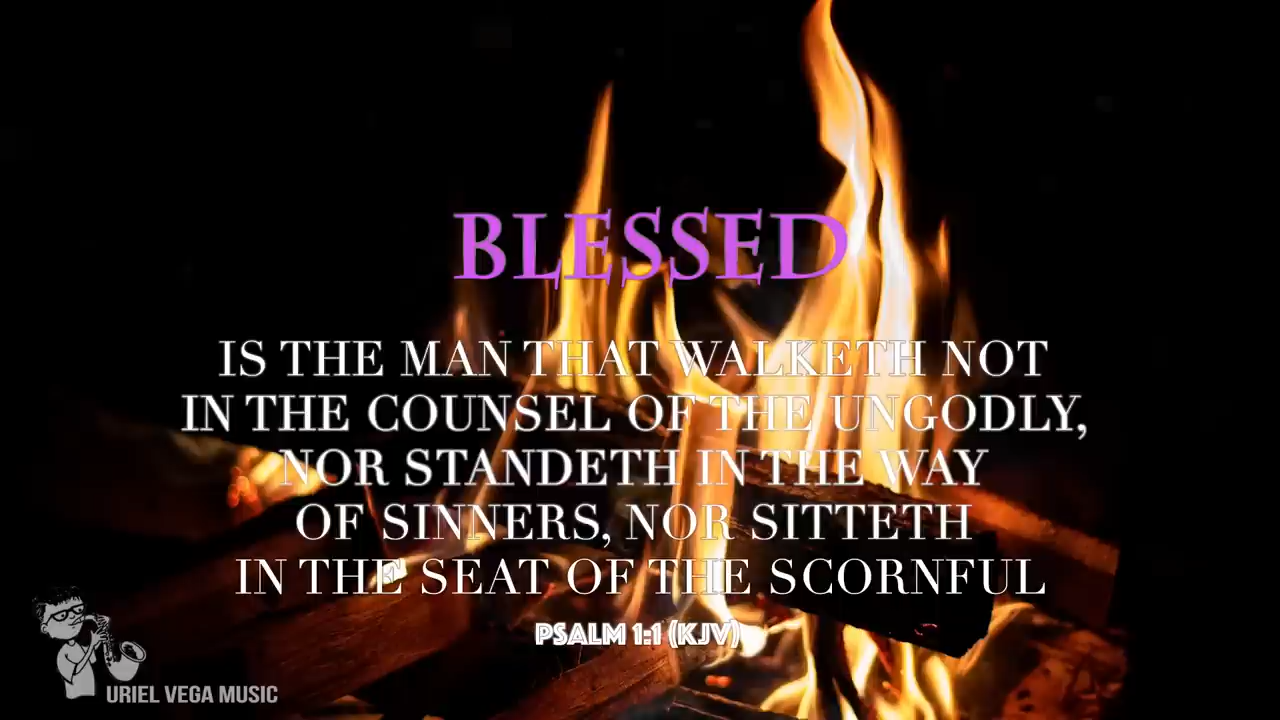 BLESSED
IS THE MAN THAT WALKETH NOT
IN THE COUNSEL OF THE UNGODLY,
NOR STANDETH IN THE WAY
OF SINNERS, NOR SITTETH
IN THE SEAT OF THE SCORNFUL
PSALM 1:1 (KJV)
URIEL VEGA MUSIC